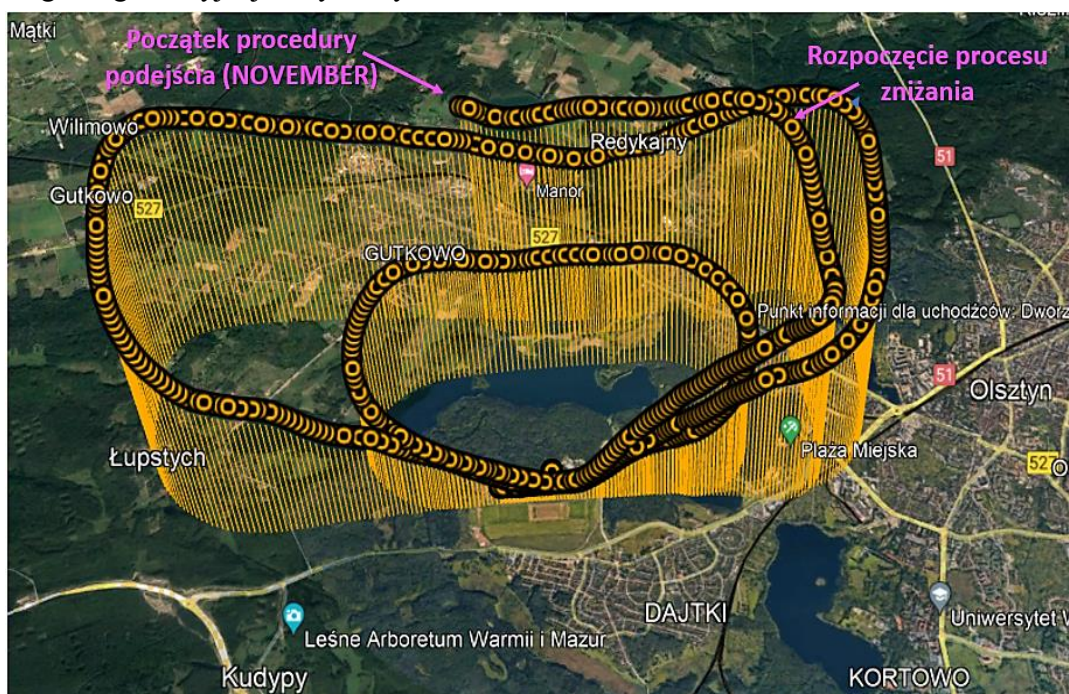 Mątki
Początek procedury
podejścia (NOVEMBER)
Rozpoczęcie procesu
zniżania
Wilimowo
Redykajny
51
Gutkowo
Manor
527
527
GUTKOWO
Punkt informacji dla uchodźców: Dworz
51
Olsztyn
Łupstych
Plaża Miejska
527
O
DAJTKI
Uniwersytet W
Leśne Arboretum Warmii i Mazur
Kudypy
KORTOWO